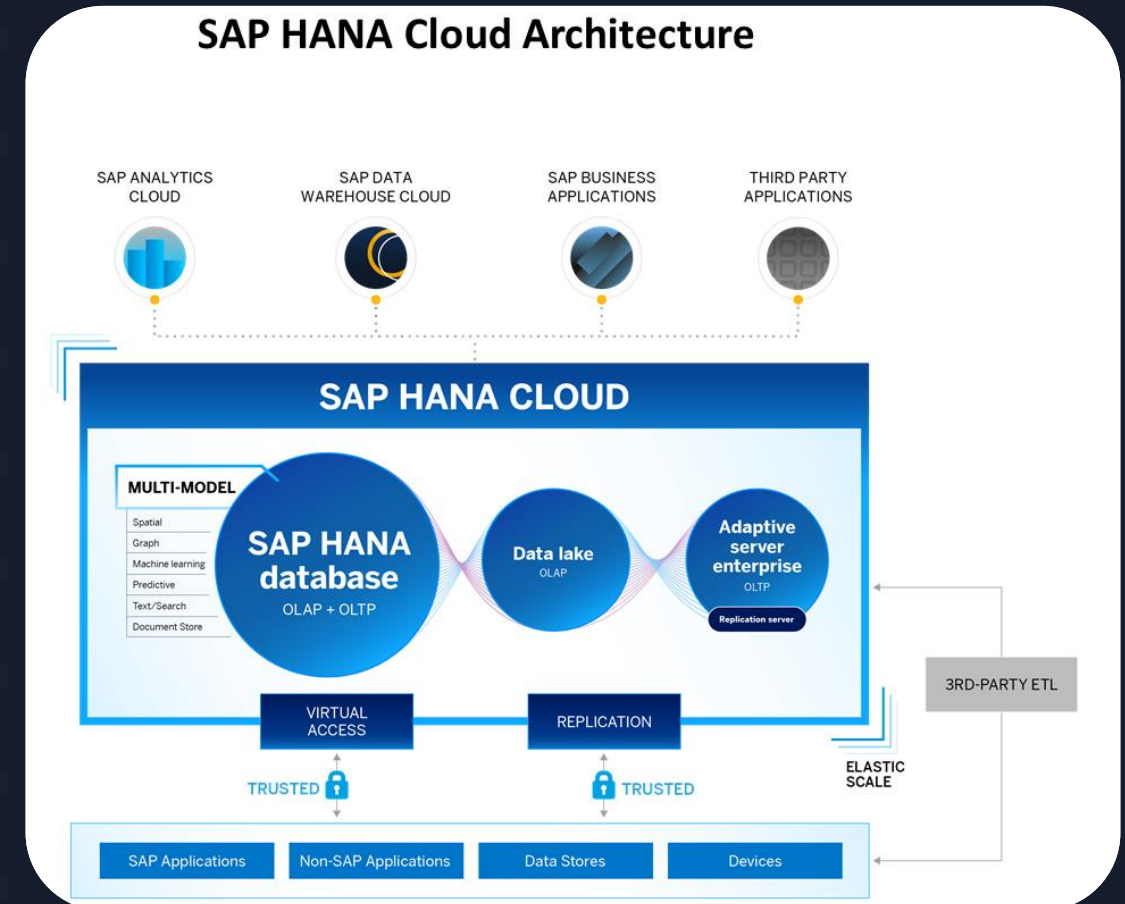 SAP HANA Cloud Architecture
SAP ANALYTICS
CLOUD
SAP DATA
WAREHOUSE CLOUD
SAP BUSINESS
APPLICATIONS
THIRD PARTY
APPLICATIONS
SAP HANA CLOUD
MULTI-MODEL
Spatial
Graph
Machine learning
Predictive
Text/Search
Document Store
SAP HANA
database
OLAP + OLTP
Data lake
OLAP
Adaptive
server
enterprise
OLTP
Replication server
VIRTUAL
ACCESS
REPLICATION
3RD-PARTY ETL
ELASTIC
SCALE
TRUSTED
TRUSTED
SAP Applications
Non-SAP Applications
Data Stores
Devices